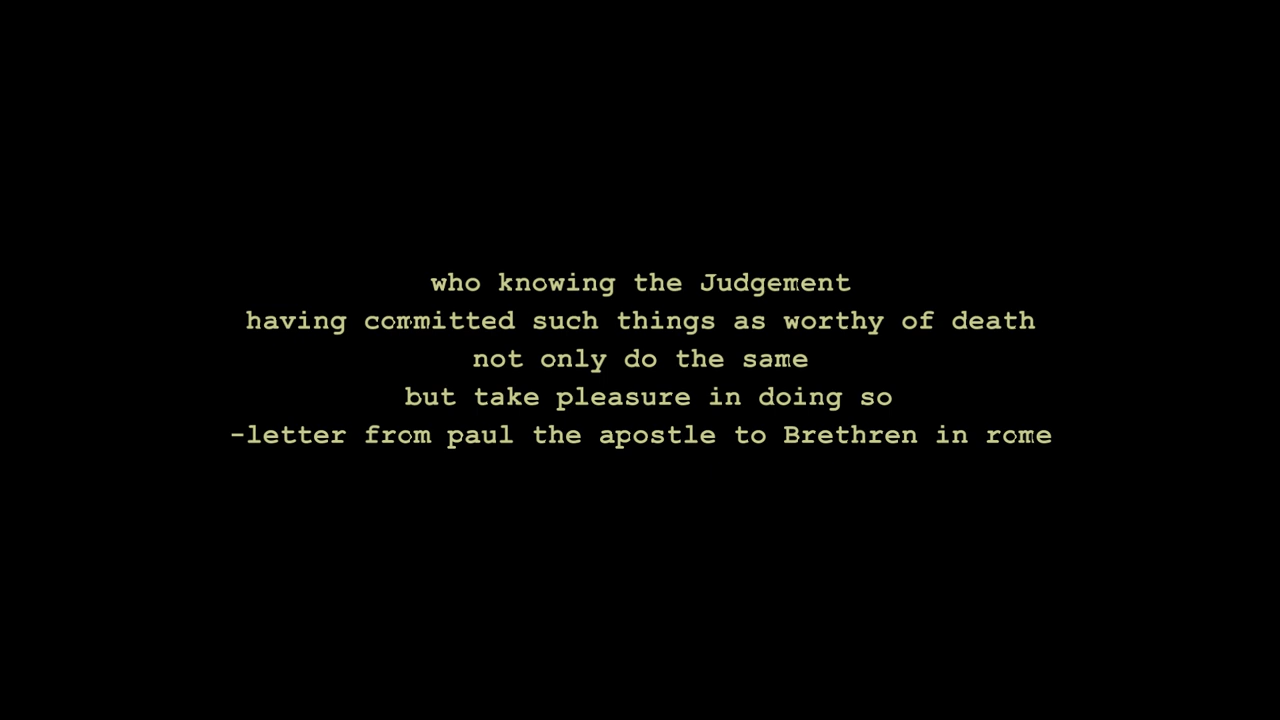 who knowing the Judgement
having committed such things as worthy of death
not only do the same
but take pleasure in doing so
-letter from paul the apostle to Brethren in rome